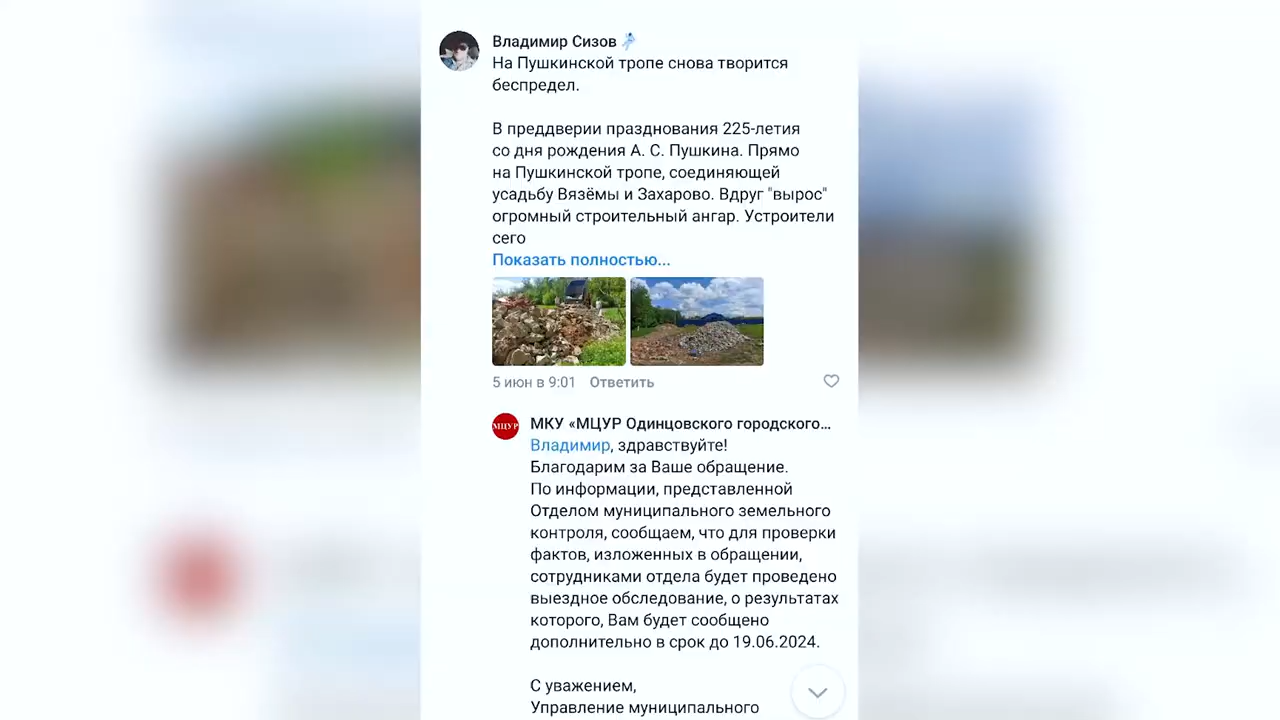 Владимир Сизов
На Пушкинской тропе снова творится
беспредел.
В преддверии празднования 225-летия
со дня рождения А. С. Пушкина. Прямо
на Пушкинской тропе, соединяющей
усадьбу Вязёмы и Захарово. Вдруг "вырос"
огромный строительный ангар. Устроители
сего
Показать полностью...
5 июн в 9:01 Ответить
МЦУР
МКУ «МЦУР Одинцовского городского...
Владимир, здравствуйте!
Благодарим за Ваше обращение.
По информации, представленной
Отделом муниципального земельного
контроля, сообщаем, что для проверки
фактов, изложенных в обращении,
сотрудниками отдела будет проведено
выездное обследование, о результатах
которого, Вам будет сообщено
дополнительно в срок до 19.06.2024.
С уважением,
Управление муниципального